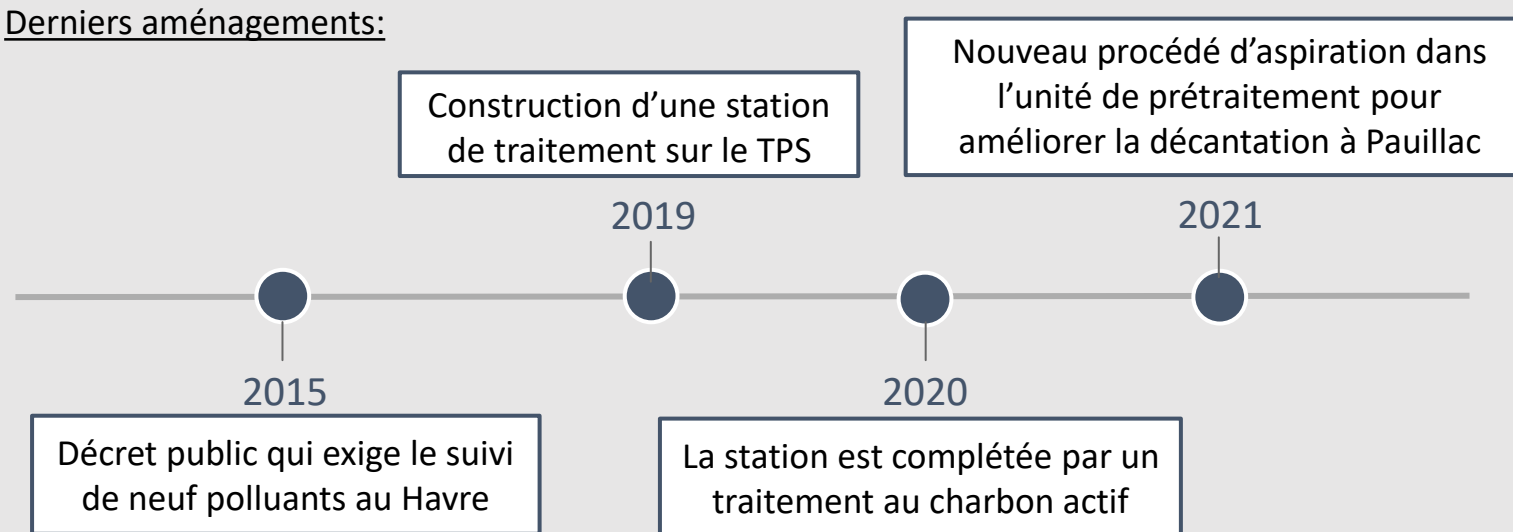 Derniers aménagements:
2015
Décret public qui exige le suivi
de neuf polluants au Havre
Construction d’une station
de traitement sur le TPS
2019
2020
La station est complétée par un
traitement au charbon actif
Nouveau procédé d’aspiration dans
l’unité de prétraitement pour
améliorer la décantation à Pauillac
2021